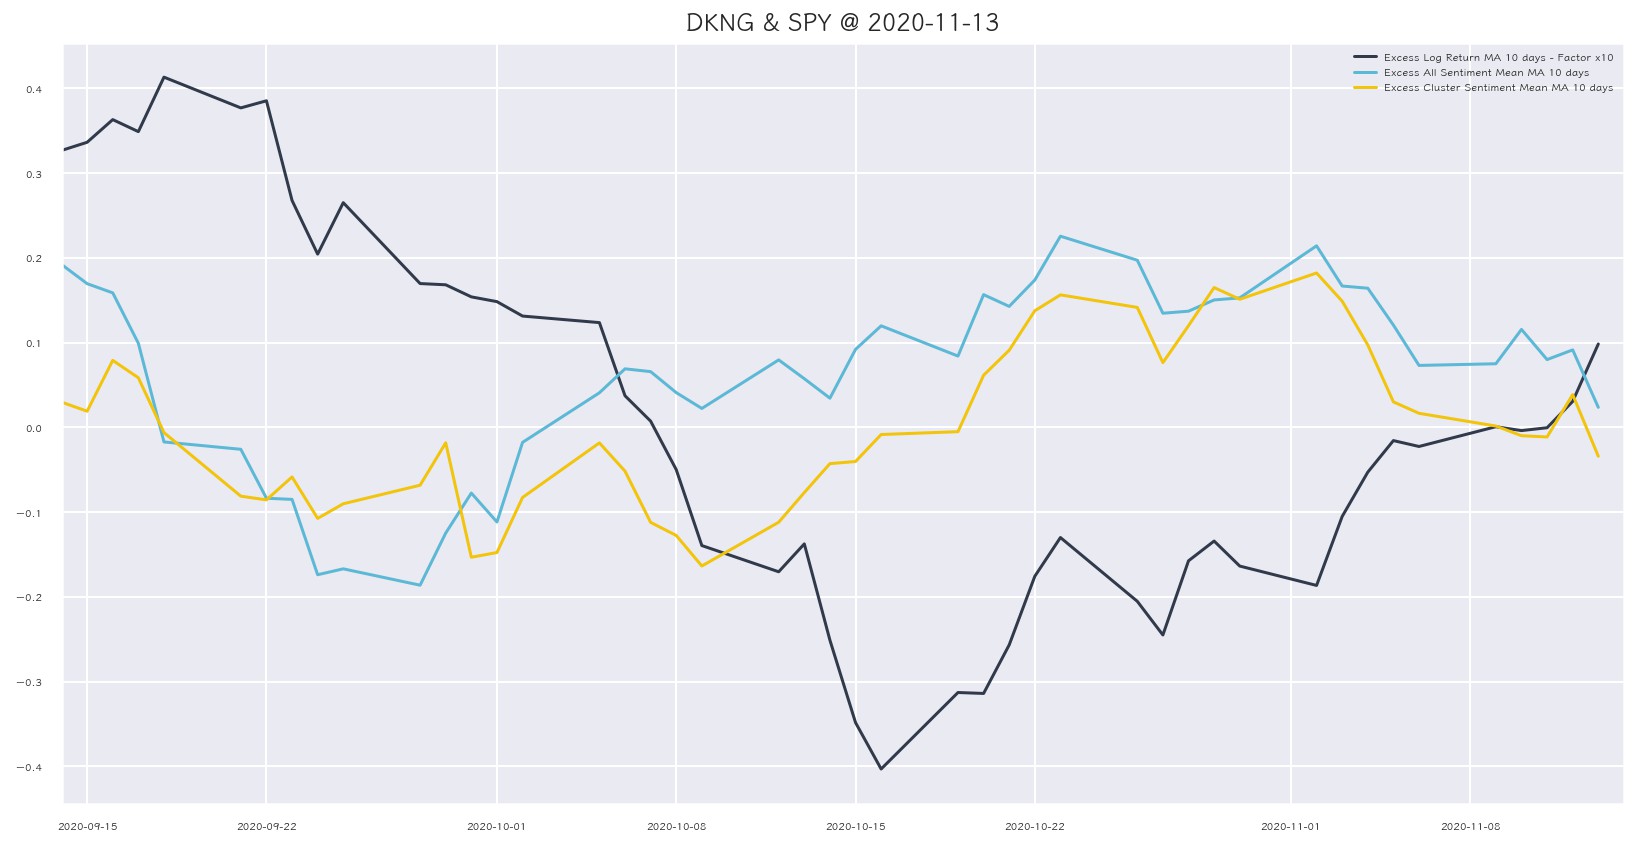 DKNG & SPY @ 2020-11-13
Excess Log Return MA 10 days - Factor x10
Excess All Sentiment Mean MA 10 days
Excess Cluster Sentiment Mean MA 10 days
0.4
0.3
0.2
0.1
0.0
−0.1
−0.2
−0.3
−0.4
2020-09-15 2020-09-22 2020-10-01 2020-10-08 2020-10-15 2020-10-22 2020-11-01 2020-11-08